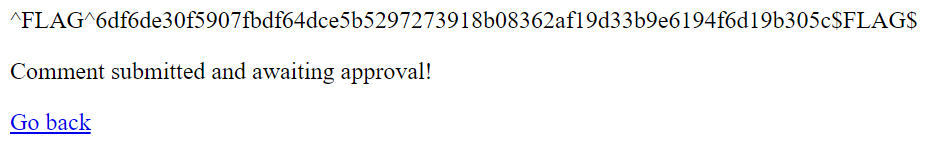 ^FLAG^6df6de30f5907fbdf64dce5b5297273918b08362af19d33b9e6194f6d19b305c$FLAG$
Comment submitted and awaiting approval!
Go back